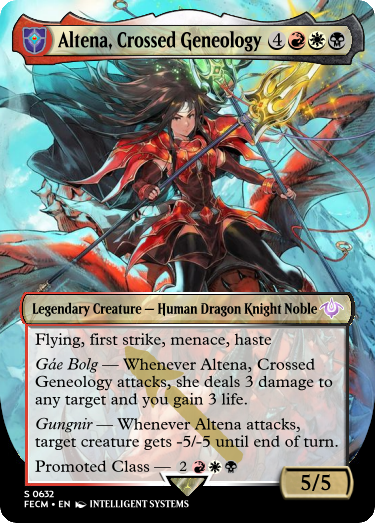 Altena, Crossed Geneology 4
Legendary Creature — Human Dragon Knight Noble
Flying, first strike, menace, haste
Gáe Bolg — Whenever Altena, Crossed
Geneology attacks, she deals 3 damage to
any target and you gain 3 life.
Gungnir — Whenever Altena attacks,
target creature gets -5/-5 until end of turn.
Promoted Class — 2
5/5
S 0632
FECM • EN INTELLIGENT SYSTEMS